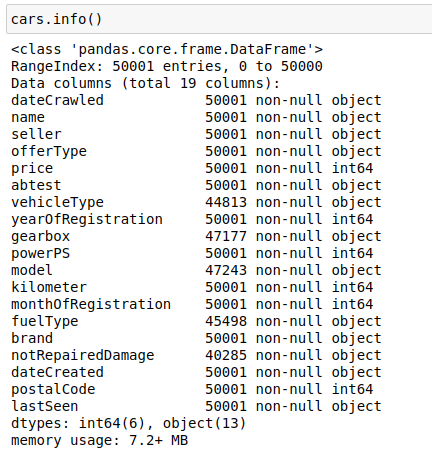 cars.info()
<class 'pandas.core.frame.DataFrame'>
RangeIndex: 50001 entries, 0 to 50000
Data columns (total 19 columns):
dateCrawled            50001 non-null object
name                   50001 non-null object
seller                 50001 non-null object
offerType              50001 non-null object
price                  50001 non-null int64
abtest                 50001 non-null object
vehicleType            44813 non-null object
yearOfRegistration     50001 non-null int64
gearbox                47177 non-null object
powerPS                50001 non-null int64
model                  47243 non-null object
kilometer              50001 non-null int64
monthOfRegistration    50001 non-null int64
fuelType               45498 non-null object
brand                  50001 non-null object
notRepairedDamage      40285 non-null object
dateCreated            50001 non-null object
postalCode             50001 non-null int64
lastSeen               50001 non-null object
dtypes: int64(6), object(13)
memory usage: 7.2+ MB